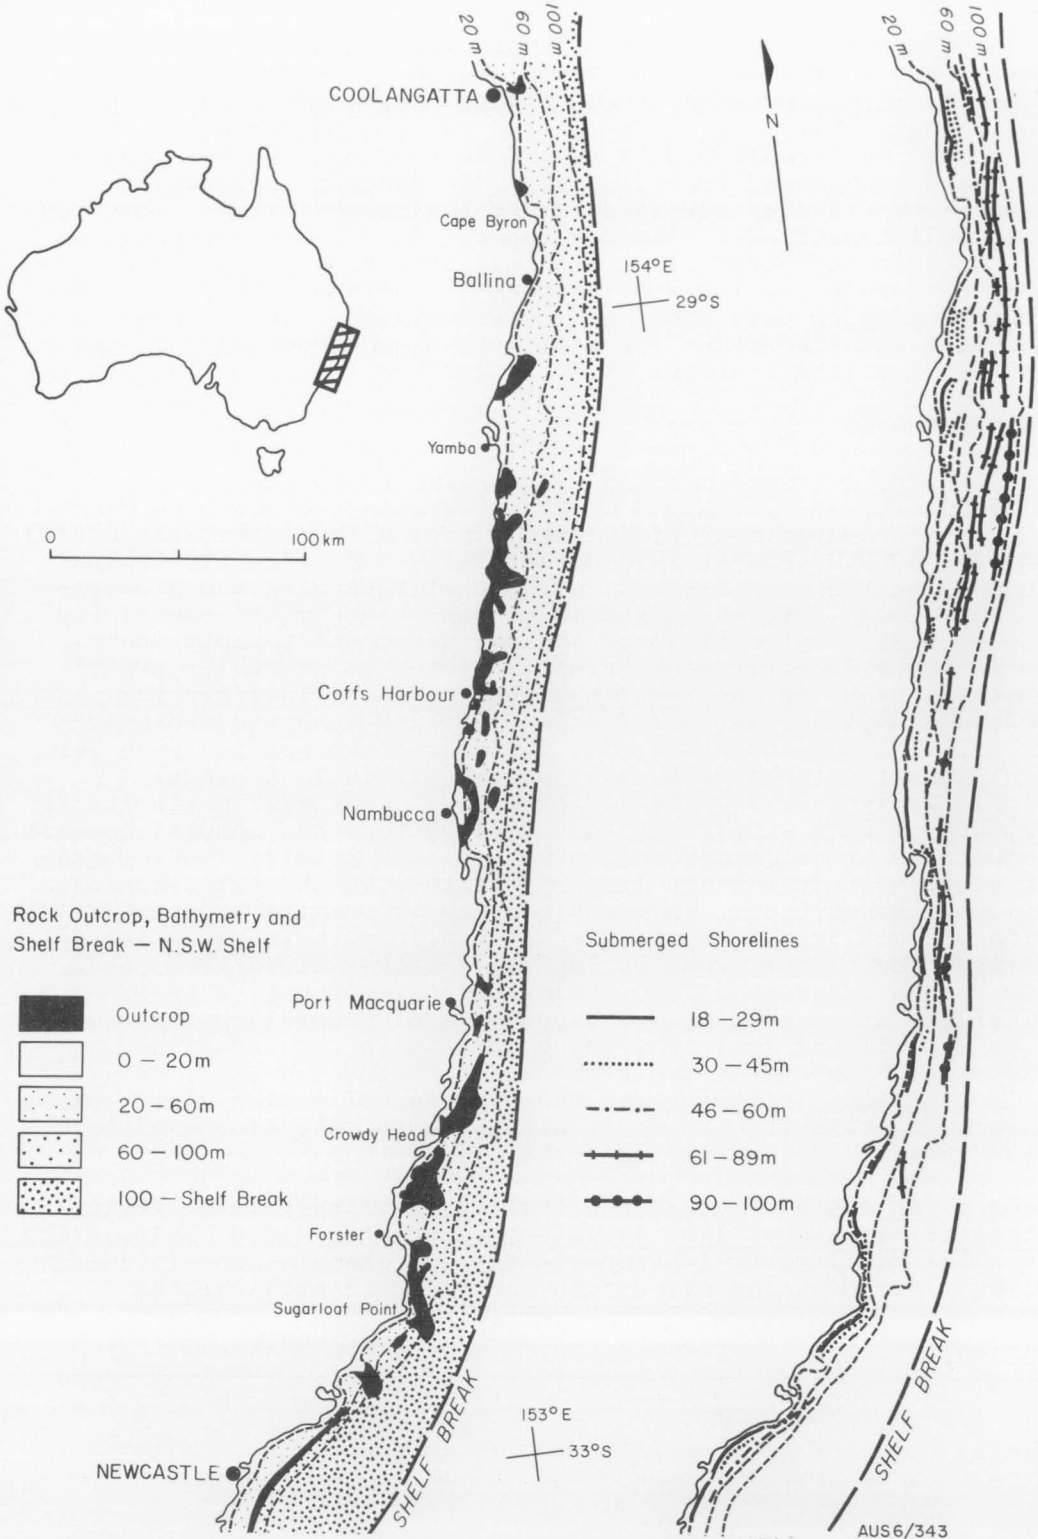 20 m
60 m
100 m
20 m
60 m
100 m
COOLANGATTA
N
Cape Byron
154°E
Ballina
29°S
Yamba
0
100 km
Coffs Harbour
Nambucca
Rock Outcrop, Bathymetry and
Shelf Break – N.S.W. Shelf
Outcrop
0 – 20m
20 – 60m
60 – 100m
100 – Shelf Break
Port Macquarie
Crowdy Head
Forster
Sugarloaf Point
Submerged Shorelines
18 – 29m
30 – 45m
46 – 60m
61 – 89m
90 – 100m
SHELF BREAK
153°E
33°S
NEWCASTLE
SHELF BREAK
AUS 6/343